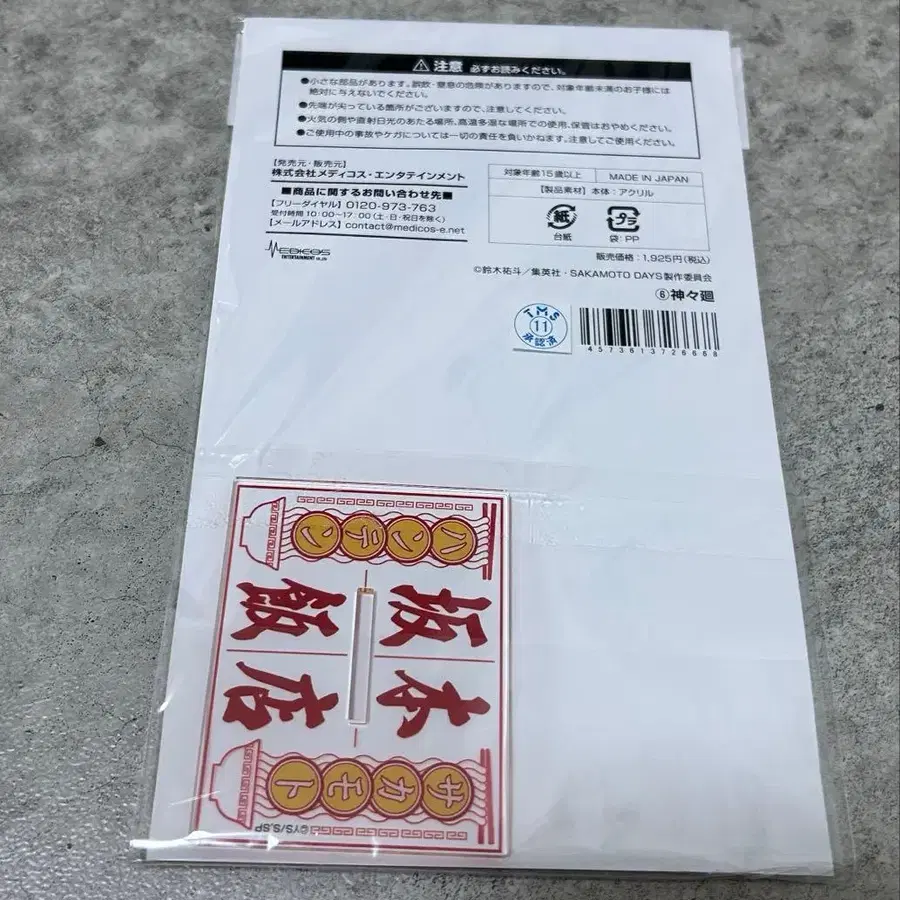 ⚠ 注意 必ずお読みください。
●小さな部品があります。誤飲・窒息の危険がありますので、対象年齢未満のお子様には
絶対に与えないでください。
●先端が尖っている箇所がございますので、注意してください。
●火気の側や直射日光のあたる場所、高温多湿な場所での使用、保管はおやめください。
●ご使用中の事故やケガについては一切の責任を負いかねます。注意してご使用ください。
【発売元・販売元】
株式会社メディコス・エンタテインメント
■商品に関するお問い合わせ先■
【フリーダイヤル】0120-973-763
受付時間 10:00~17:00(土・日・祝日を除く)
【メールアドレス】contact@medicos-e.net
MEDICOS
ENTERTAINMENT co.,ltd
対象年齢15歳以上 MADE IN JAPAN
【製品素材】本体:アクリル
紙 プラ
台紙 袋:PP
販売価格:1,925円(税込)
©鈴木祐斗/集英社・SAKAMOTO DAYS製作委員会
⑥神々廻
TMS
11
承認済
4573613726668
ハンテン
坂本
飯店
サカモト
©YS/S,SP